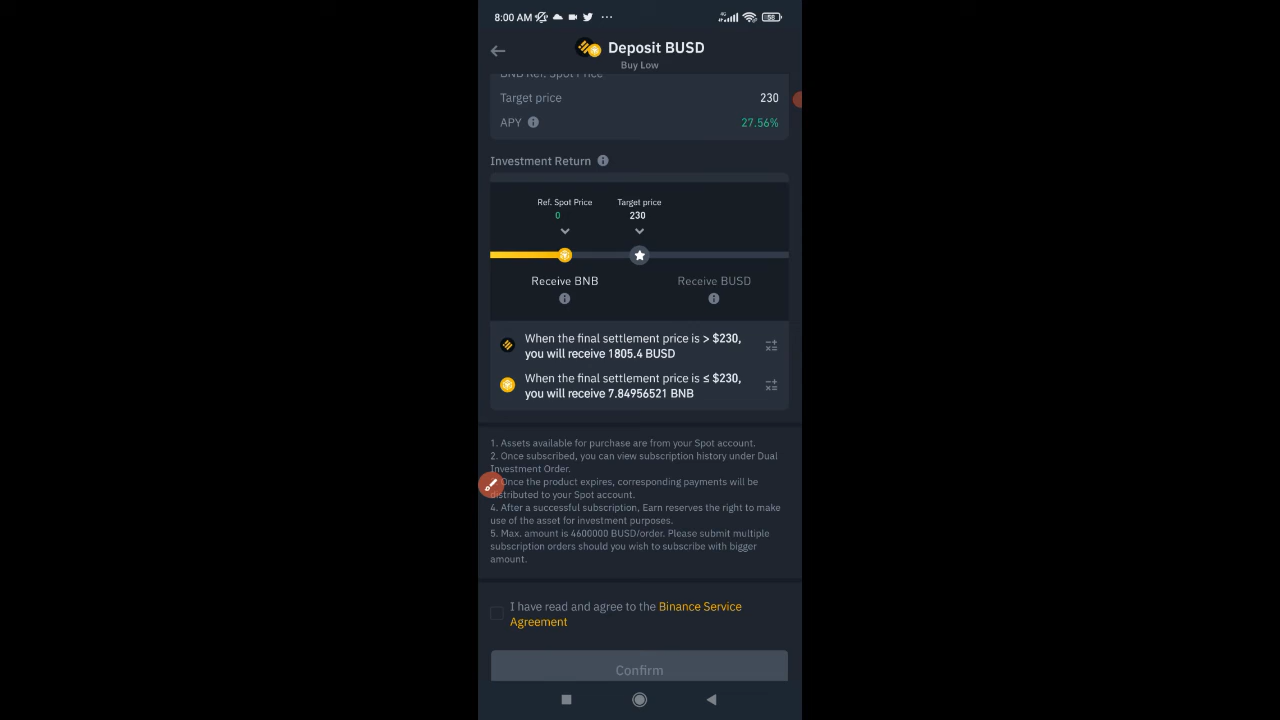 8:00 AM
4G
58
Deposit BUSD
Buy Low
BNB Ref. Spot Price
Target price 230
APY 27.56%
Investment Return
Ref. Spot Price Target price
0 230
Receive BNB Receive BUSD
When the final settlement price is > $230,
you will receive 1805.4 BUSD
When the final settlement price is ≤ $230,
you will receive 7.84956521 BNB
1. Assets available for purchase are from your Spot account.
2. Once subscribed, you can view subscription history under Dual
Investment Order.
Once the product expires, corresponding payments will be
distributed to your Spot account.
4. After a successful subscription, Earn reserves the right to make
use of the asset for investment purposes.
5. Max. amount is 4600000 BUSD/order. Please submit multiple
subscription orders should you wish to subscribe with bigger
amount.
I have read and agree to the Binance Service
Agreement
Confirm